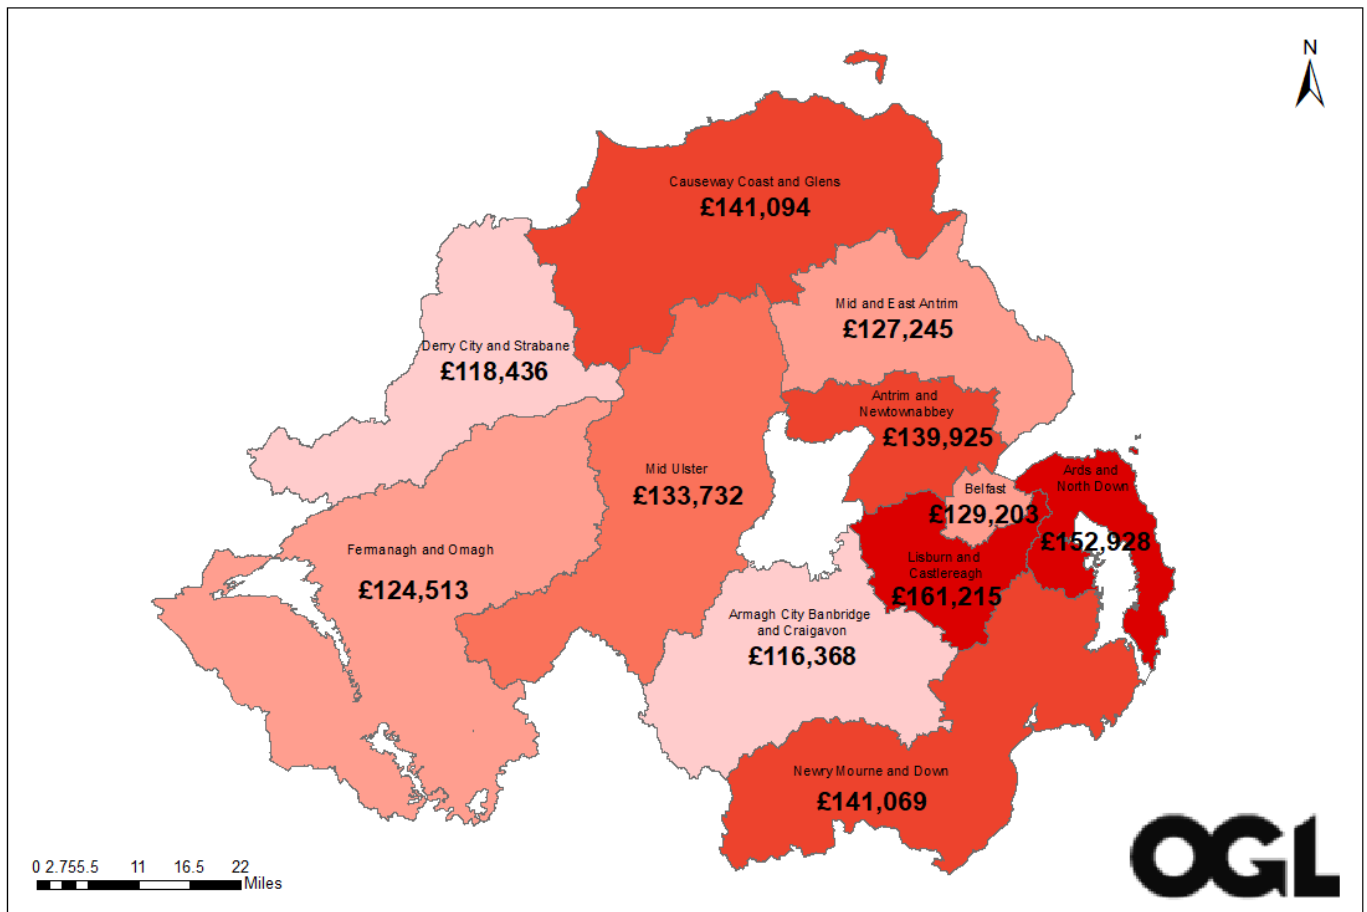 N
Causeway Coast and Glens
£141,094
Mid and East Antrim
£127,245
Derry City and Strabane
£118,436
Antrim and
Newtownabbey
£139,925
Mid Ulster
£133,732
Ards and
North Down
£152,928
Belfast
£129,203
Fermanagh and Omagh
£124,513
Lisburn and
Castlereagh
£161,215
Armagh City Banbridge
and Craigavon
£116,368
Newry Mourne and Down
£141,069
0 2.75 5.5 11 16.5 22
Miles
OGL